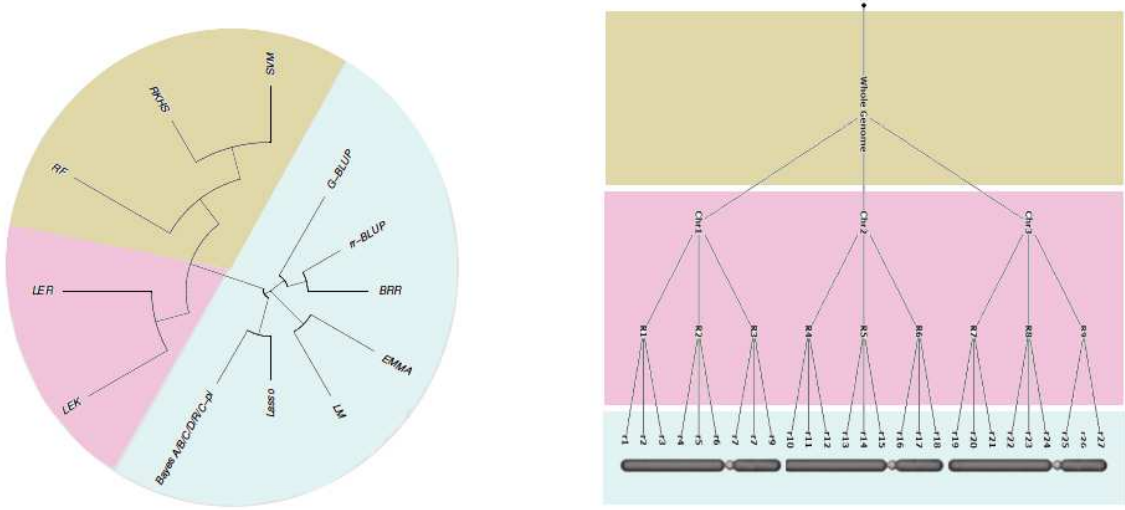 SVM
RKHS
RF
G-BLUP
rr-BLUP
BRR
LER
EMMA
LEK
Bayes A/B/C/D/R/C-pi
Lasso
LM
Whole Genome
Chr1 Chr2 Chr3
R1 R2 R3 R4 R5 R6 R7 R8 R9
r1 r2 r3 r4 r5 r6 r7 r7 r9 r10 r11 r12 r13 r14 r15 r16 r17 r18 r19 r20 r21 r22 r23 r24 r25 r26 r27